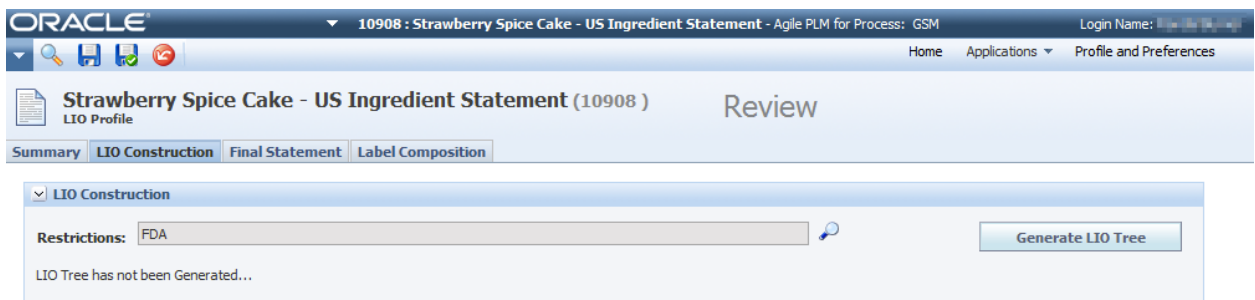 ORACLE 10908 : Strawberry Spice Cake - US Ingredient Statement - Agile PLM for Process: GSM Login Name:
Home Applications Profile and Preferences
Strawberry Spice Cake - US Ingredient Statement (10908 ) Review
LIO Profile
Summary LIO Construction Final Statement Label Composition
LIO Construction
Restrictions: FDA Generate LIO Tree
LIO Tree has not been Generated...